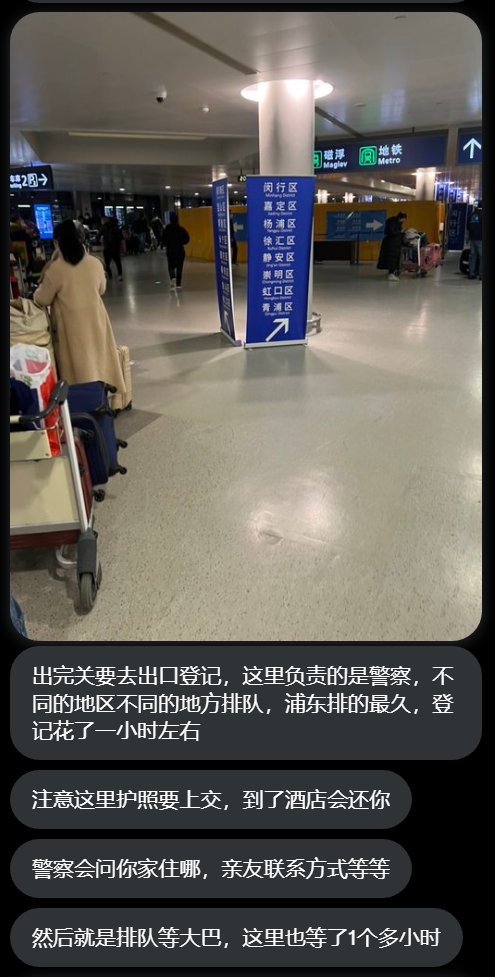 磁浮
Maglev
地铁
Metro
闵行区
Minhang District
嘉定区
Jiading District
杨浦区
Yangpu District
徐汇区
Xuhui District
静安区
Jing'an District
崇明区
Chongming District
虹口区
Hongkou District
青浦区
Qingpu District
出完关要去出口登记，这里负责的是警察，不
同的地区不同的地方排队，浦东排的最久，登
记花了一小时左右
注意这里护照要上交，到了酒店会还你
警察会问你家住哪，亲友联系方式等等
然后就是排队等大巴，这里也等了1个多小时